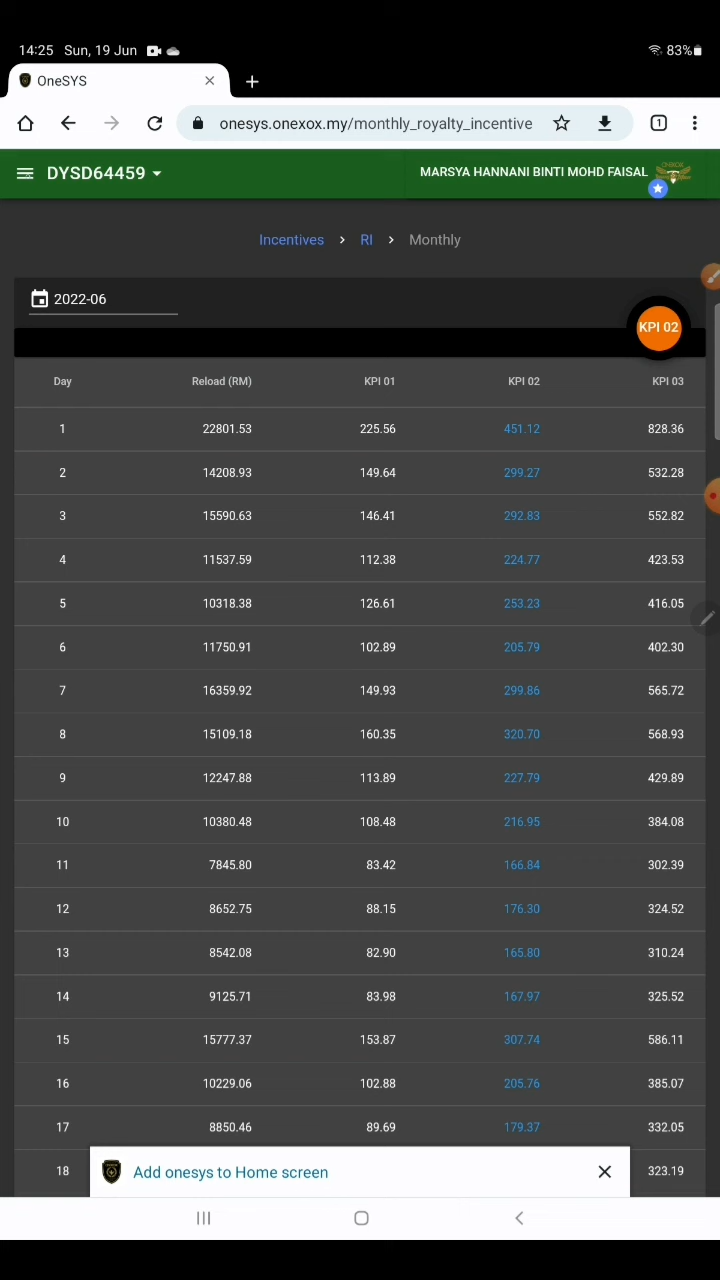 14:25 Sun, 19 Jun 83%
OneSYS
onesys.onexox.my/monthly_royalty_incentive 1
DYSD64459 MARSYA HANNANI BINTI MOHD FAISAL
Incentives > RI > Monthly
2022-06
KPI 02
Day Reload (RM) KPI 01 KPI 02 KPI 03
1 22801.53 225.56 451.12 828.36
2 14208.93 149.64 299.27 532.28
3 15590.63 146.41 292.83 552.82
4 11537.59 112.38 224.77 423.53
5 10318.38 126.61 253.23 416.05
6 11750.91 102.89 205.79 402.30
7 16359.92 149.93 299.86 565.72
8 15109.18 160.35 320.70 568.93
9 12247.88 113.89 227.79 429.89
10 10380.48 108.48 216.95 384.08
11 7845.80 83.42 166.84 302.39
12 8652.75 88.15 176.30 324.52
13 8542.08 82.90 165.80 310.24
14 9125.71 83.98 167.97 325.52
15 15777.37 153.87 307.74 586.11
16 10229.06 102.88 205.76 385.07
17 8850.46 89.69 179.37 332.05
18 323.19
Add onesys to Home screen